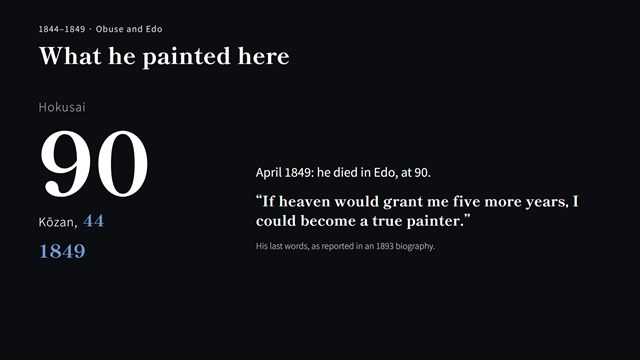 1844–1849 · Obuse and Edo
What he painted here
Hokusai
90
Kōzan, 44
1849
April 1849: he died in Edo, at 90.
“If heaven would grant me five more years, I
could become a true painter.”
His last words, as reported in an 1893 biography.